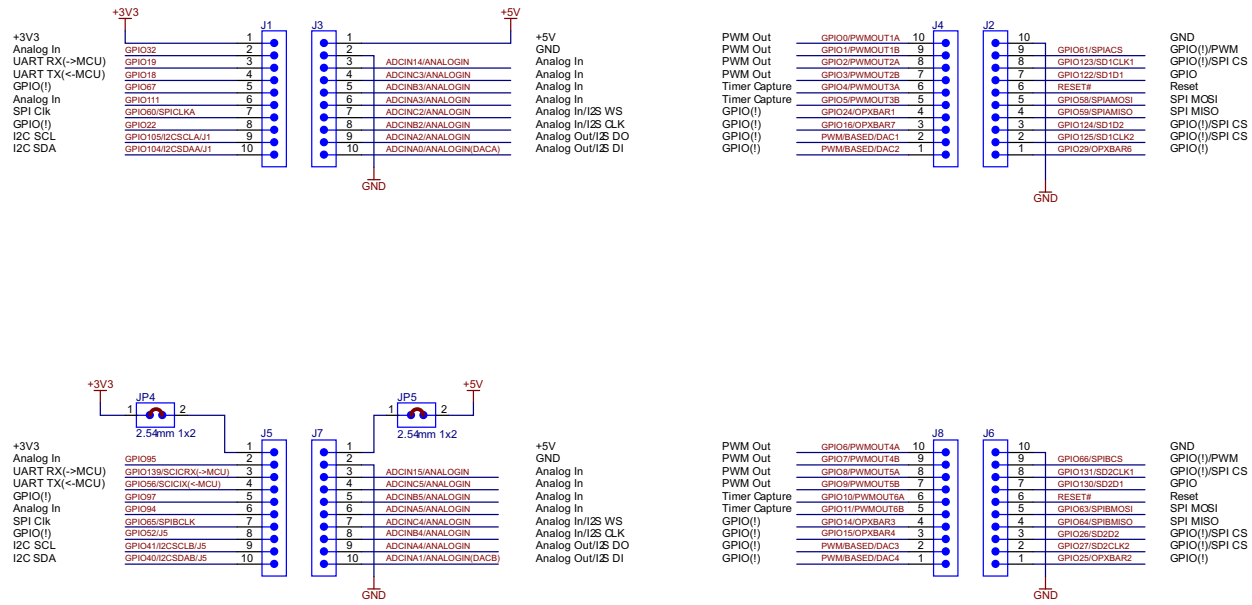 +3V3 +5V
J1 J3 J4 J2
+3V3 1 1 +5V PWM Out GPIO0/PWMOUT1A 10 10 GND
Analog In GPIO32 2 2 GND PWM Out GPIO1/PWMOUT1B 9 9 GPIO61/SPIACS GPIO(!)/PWM
UART RX(->MCU) GPIO19 3 3 ADCIN14/ANALOGIN Analog In PWM Out GPIO2/PWMOUT2A 8 8 GPIO123/SD1CLK1 GPIO(!)/SPI CS
UART TX(<-MCU) GPIO18 4 4 ADCINC3/ANALOGIN Analog In PWM Out GPIO3/PWMOUT2B 7 7 GPIO122/SD1D1 GPIO
GPIO(!) GPIO67 5 5 ADCINB3/ANALOGIN Analog In Timer Capture GPIO4/PWMOUT3A 6 6 RESET# Reset
Analog In GPIO111 6 6 ADCINA3/ANALOGIN Analog In Timer Capture GPIO5/PWMOUT3B 5 5 GPIO58/SPIAMOSI SPI MOSI
SPI Clk GPIO60/SPICLKA 7 7 ADCINC2/ANALOGIN Analog In/I2S WS GPIO(!) GPIO24/OPXBAR1 4 4 GPIO59/SPIAMISO SPI MISO
GPIO(!) GPIO22 8 8 ADCINB2/ANALOGIN Analog In/I2S CLK GPIO(!) GPIO16/OPXBAR7 3 3 GPIO124/SD1D2 GPIO(!)/SPI CS
I2C SCL GPIO105/I2CSCLA/J1 9 9 ADCINA2/ANALOGIN Analog Out/I2S DO GPIO(!) PWM/BASED/DAC1 2 2 GPIO125/SD1CLK2 GPIO(!)/SPI CS
I2C SDA GPIO104/I2CSDAA/J1 10 10 ADCINA0/ANALOGIN(DACA) Analog Out/I2S DI GPIO(!) PWM/BASED/DAC2 1 1 GPIO29/OPXBAR6 GPIO(!)
GND GND
+3V3 +5V
JP4 JP5
1 2 1 2
2.54mm 1x2 2.54mm 1x2
J5 J7 J8 J6
+3V3 1 1 +5V PWM Out GPIO6/PWMOUT4A 10 10 GND
Analog In GPIO95 2 2 GND PWM Out GPIO7/PWMOUT4B 9 9 GPIO66/SPIBCS GPIO(!)/PWM
UART RX(->MCU) GPIO139/SCICRX(->MCU) 3 3 ADCIN15/ANALOGIN Analog In PWM Out GPIO8/PWMOUT5A 8 8 GPIO131/SD2CLK1 GPIO(!)/SPI CS
UART TX(<-MCU) GPIO56/SCICIX(<-MCU) 4 4 ADCINC5/ANALOGIN Analog In PWM Out GPIO9/PWMOUT5B 7 7 GPIO130/SD2D1 GPIO
GPIO(!) GPIO97 5 5 ADCINB5/ANALOGIN Analog In Timer Capture GPIO10/PWMOUT6A 6 6 RESET# Reset
Analog In GPIO94 6 6 ADCINA5/ANALOGIN Analog In Timer Capture GPIO11/PWMOUT6B 5 5 GPIO63/SPIBMOSI SPI MOSI
SPI Clk GPIO65/SPIBCLK 7 7 ADCINC4/ANALOGIN Analog In/I2S WS GPIO(!) GPIO14/OPXBAR3 4 4 GPIO64/SPIBMISO SPI MISO
GPIO(!) GPIO52/J5 8 8 ADCINB4/ANALOGIN Analog In/I2S CLK GPIO(!) GPIO15/OPXBAR4 3 3 GPIO26/SD2D2 GPIO(!)/SPI CS
I2C SCL GPIO41/I2CSCLB/J5 9 9 ADCINA4/ANALOGIN Analog Out/I2S DO GPIO(!) PWM/BASED/DAC3 2 2 GPIO27/SD2CLK2 GPIO(!)/SPI CS
I2C SDA GPIO40/I2CSDAB/J5 10 10 ADCINA1/ANALOGIN(DACB) Analog Out/I2S DI GPIO(!) PWM/BASED/DAC4 1 1 GPIO25/OPXBAR2 GPIO(!)
GND GND